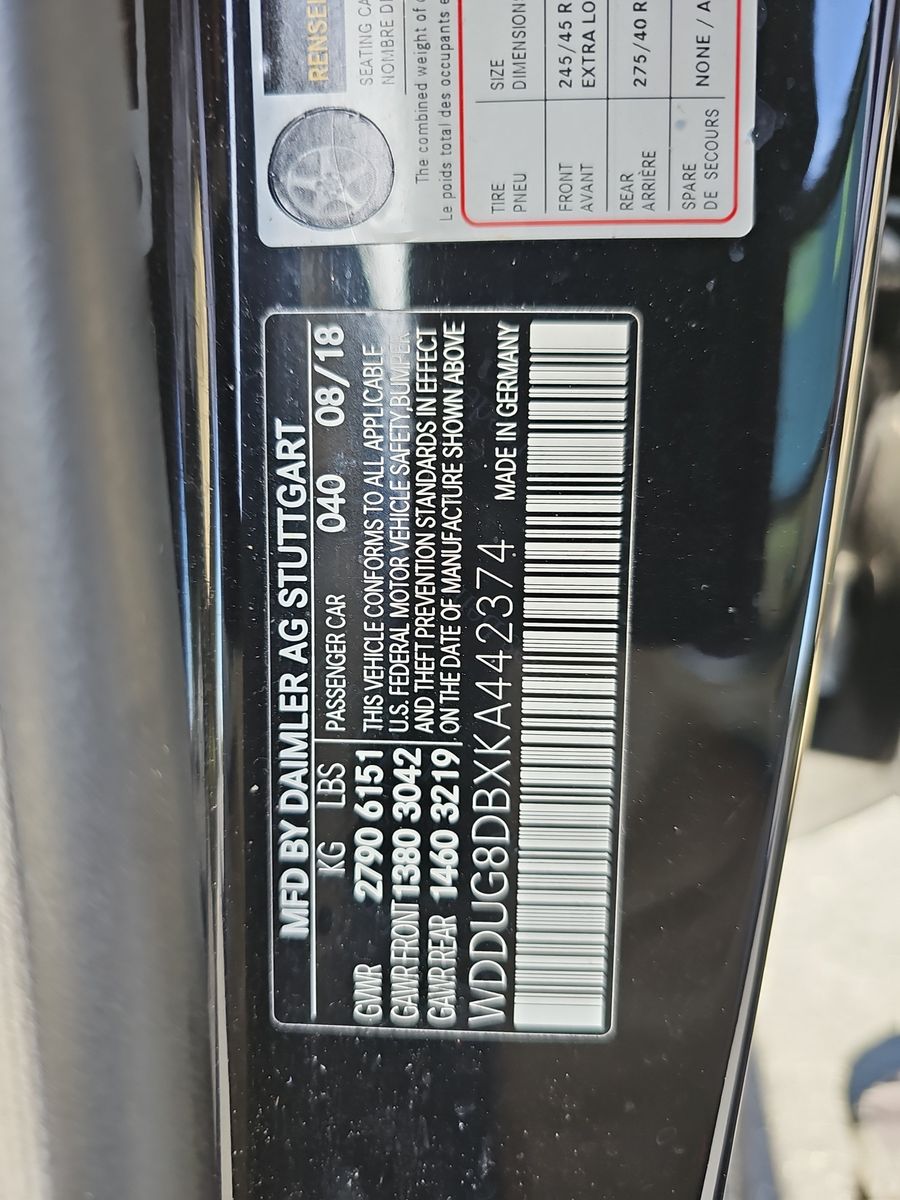 MFD BY DAIMLER AG STUTTGART
KG LBS PASSENGER CAR 040 08/18
GVWR 2790 6151
GAWR FRONT 1380 3042
GAWR REAR 1460 3219
THIS VEHICLE CONFORMS TO ALL APPLICABLE
U.S. FEDERAL MOTOR VEHICLE SAFETY,BUMPER
AND THEFT PREVENTION STANDARDS IN EFFECT
ON THE DATE OF MANUFACTURE SHOWN ABOVE
WDDUG8DBXKA442374 MADE IN GERMANY
RENSEI
SEATING CA
NOMBRE DE
The combined weight of
Le poids total des occupants e
TIRE SIZE
PNEU DIMENSION
FRONT 245/45 R
AVANT EXTRA LO
REAR 275/40 R
ARRIÈRE
SPARE NONE / A
DE SECOURS